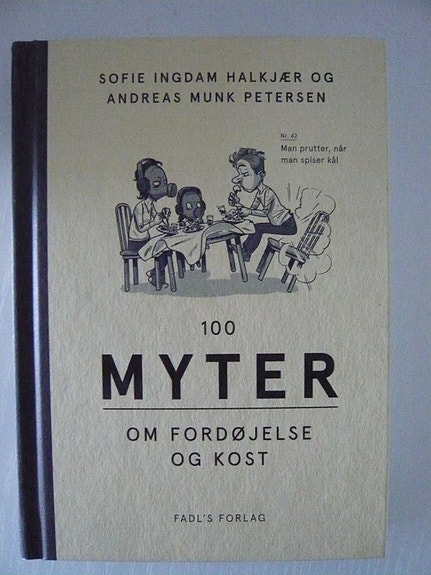 SOFIE INGDAM HALKJÆR OG
ANDREAS MUNK PETERSEN
Nr. 42
Man prutter, når
man spiser kål
100
MYTER
OM FORDØJELSE
OG KOST
FADL'S FORLAG